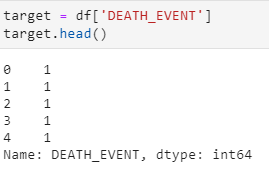 target = df['DEATH_EVENT']
target.head()
0    1
1    1
2    1
3    1
4    1
Name: DEATH_EVENT, dtype: int64